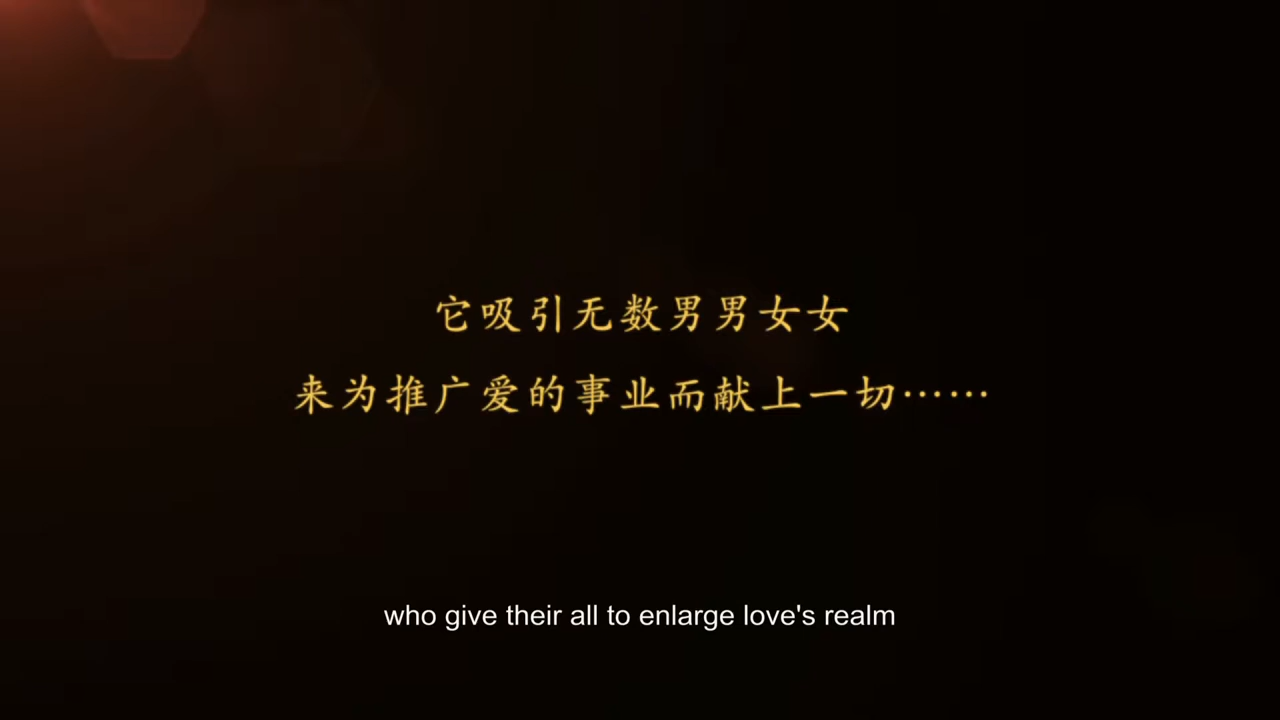 它吸引无数男男女女
来为推广爱的事业而献上一切……
who give their all to enlarge love's realm